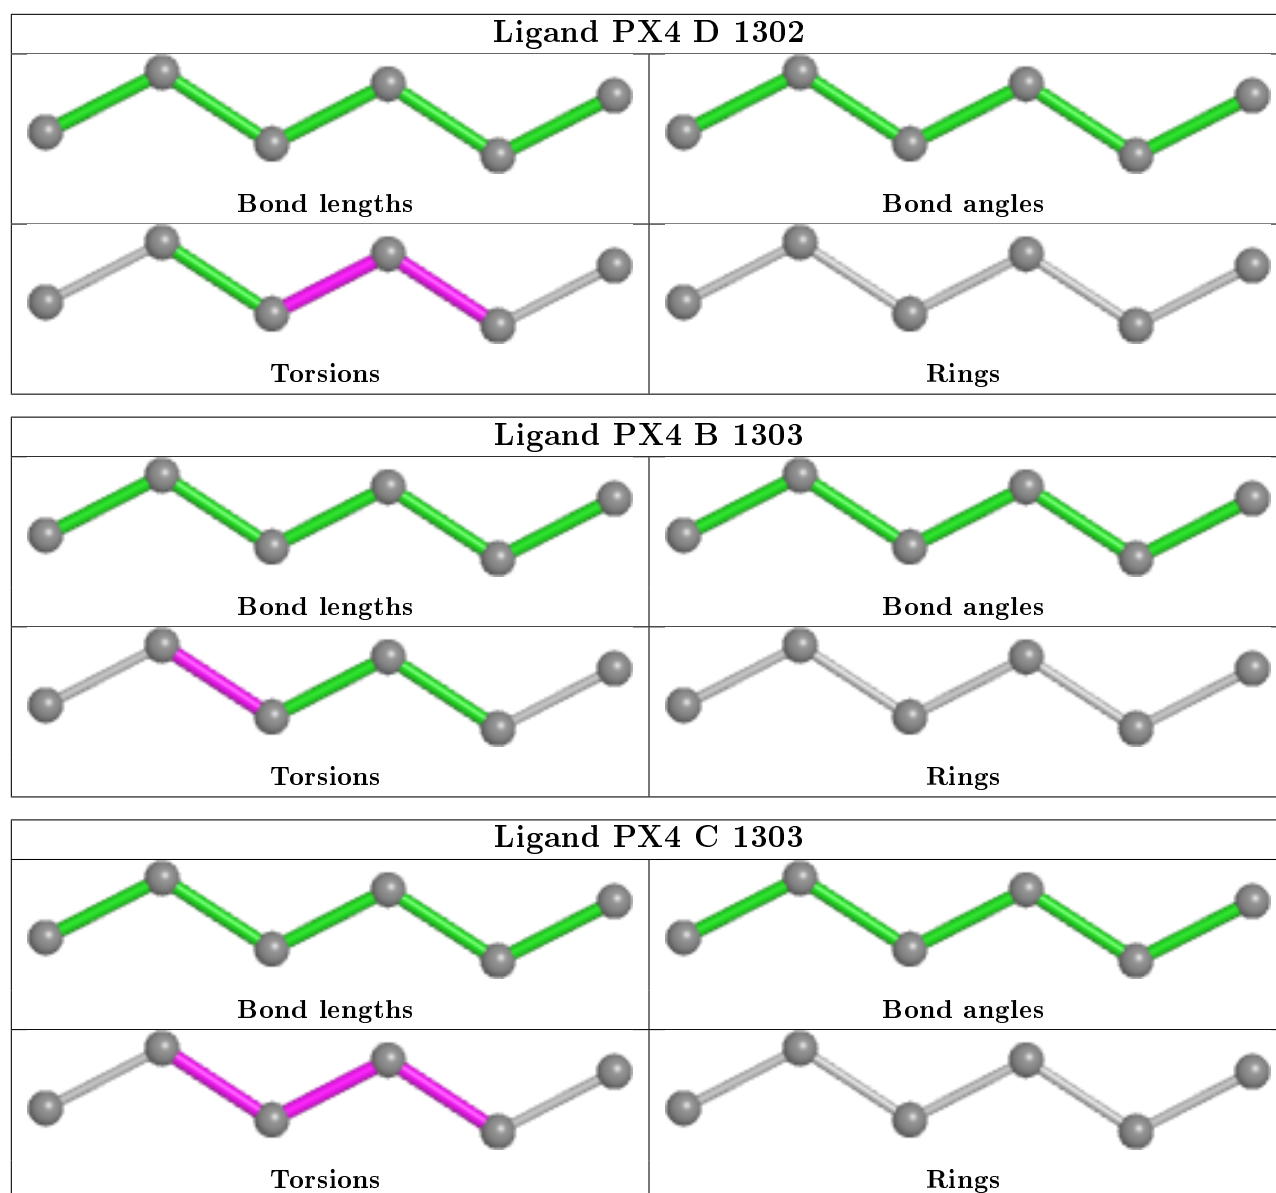 Ligand PX4 D 1302
Bond lengths
Bond angles
Torsions
Rings
Ligand PX4 B 1303
Bond lengths
Bond angles
Torsions
Rings
Ligand PX4 C 1303
Bond lengths
Bond angles
Torsions
Rings